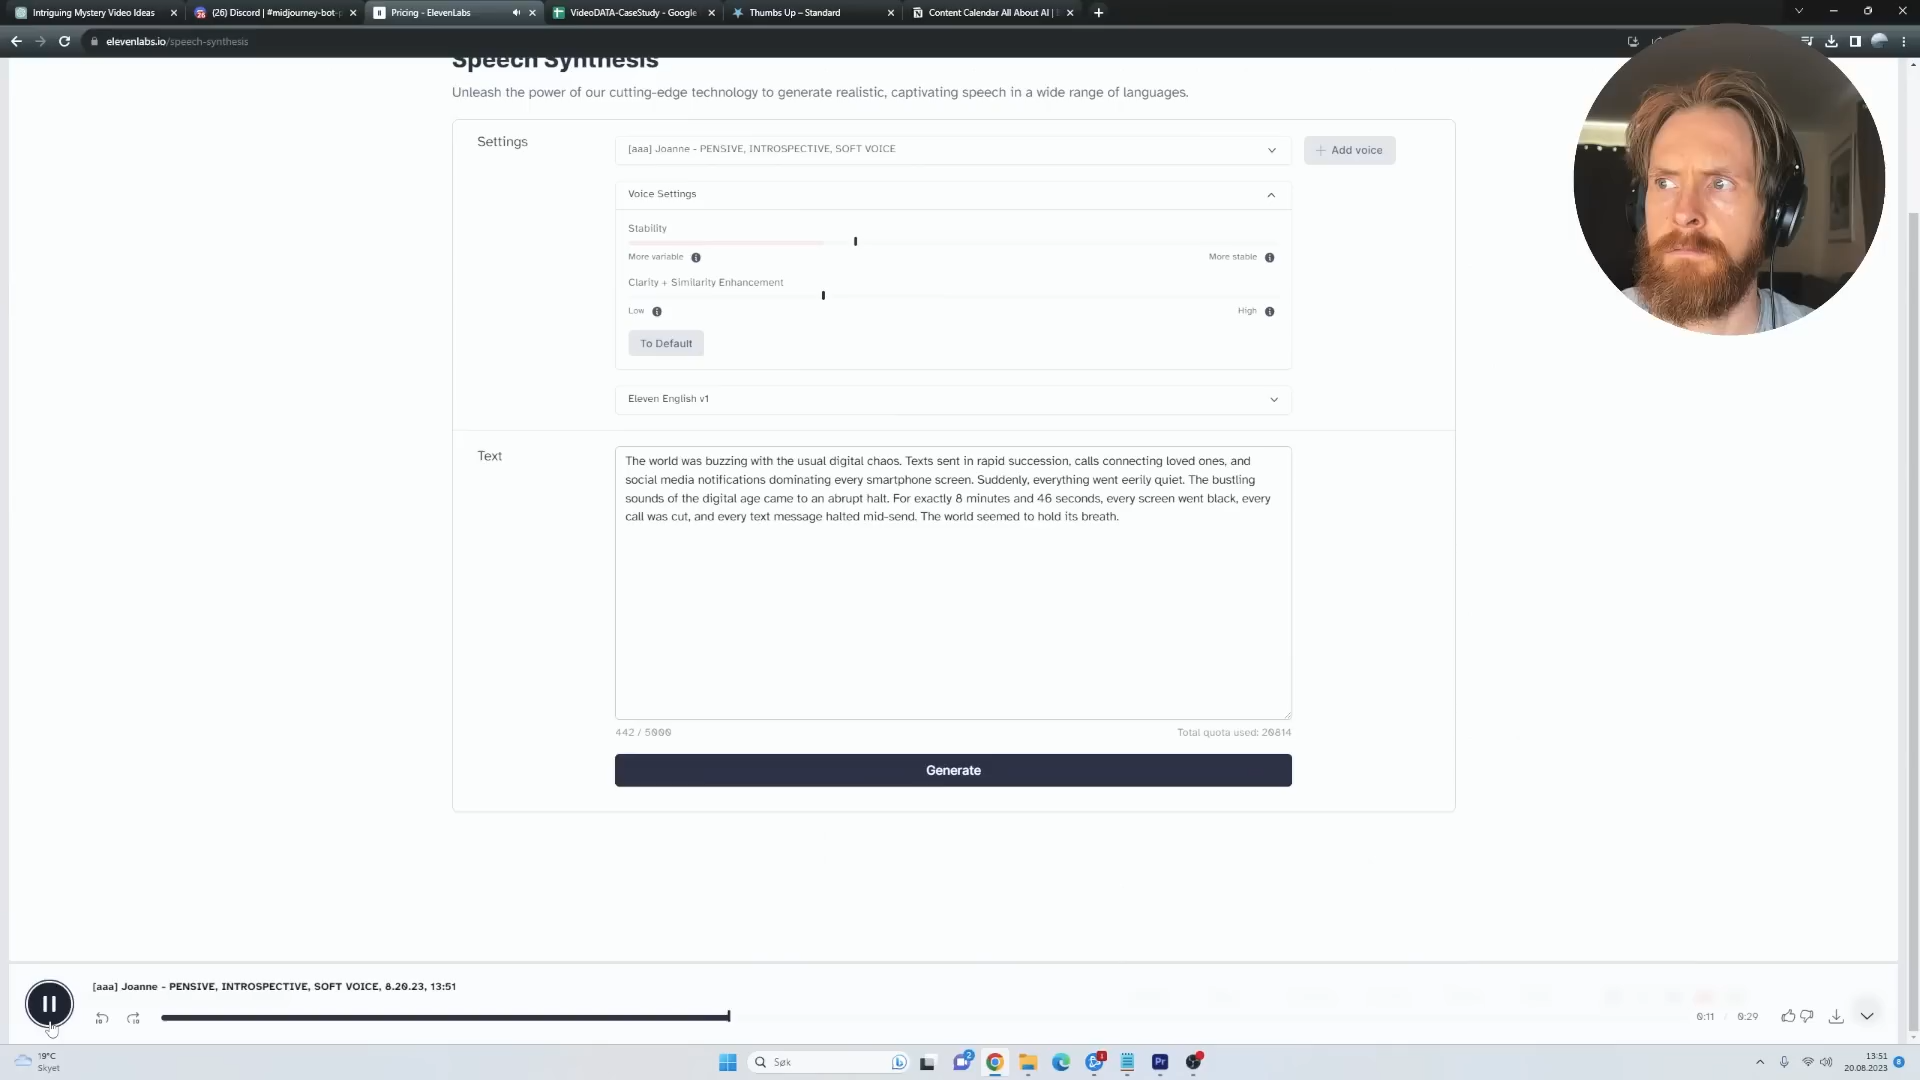 Intriguing Mystery Video Ideas
(26) Discord | #midjourney-bot-p
Pricing - ElevenLabs
VideoDATA-CaseStudy - Google
Thumbs Up – Standard
Content Calendar All About AI |
elevenlabs.io/speech-synthesis
Speech Synthesis
Unleash the power of our cutting-edge technology to generate realistic, captivating speech in a wide range of languages.
Settings
[aaa] Joanne - PENSIVE, INTROSPECTIVE, SOFT VOICE
Add voice
Voice Settings
Stability
More variable
More stable
Clarity + Similarity Enhancement
Low
High
To Default
Eleven English v1
Text
The world was buzzing with the usual digital chaos. Texts sent in rapid succession, calls connecting loved ones, and
social media notifications dominating every smartphone screen. Suddenly, everything went eerily quiet. The bustling
sounds of the digital age came to an abrupt halt. For exactly 8 minutes and 46 seconds, every screen went black, every
call was cut, and every text message halted mid-send. The world seemed to hold its breath.
442 / 5000
Total quota used: 20814
Generate
[aaa] Joanne - PENSIVE, INTROSPECTIVE, SOFT VOICE, 8.20.23, 13:51
0:11 / 0:29
19°C
Skyet
Søk
13:51
20.08.2023